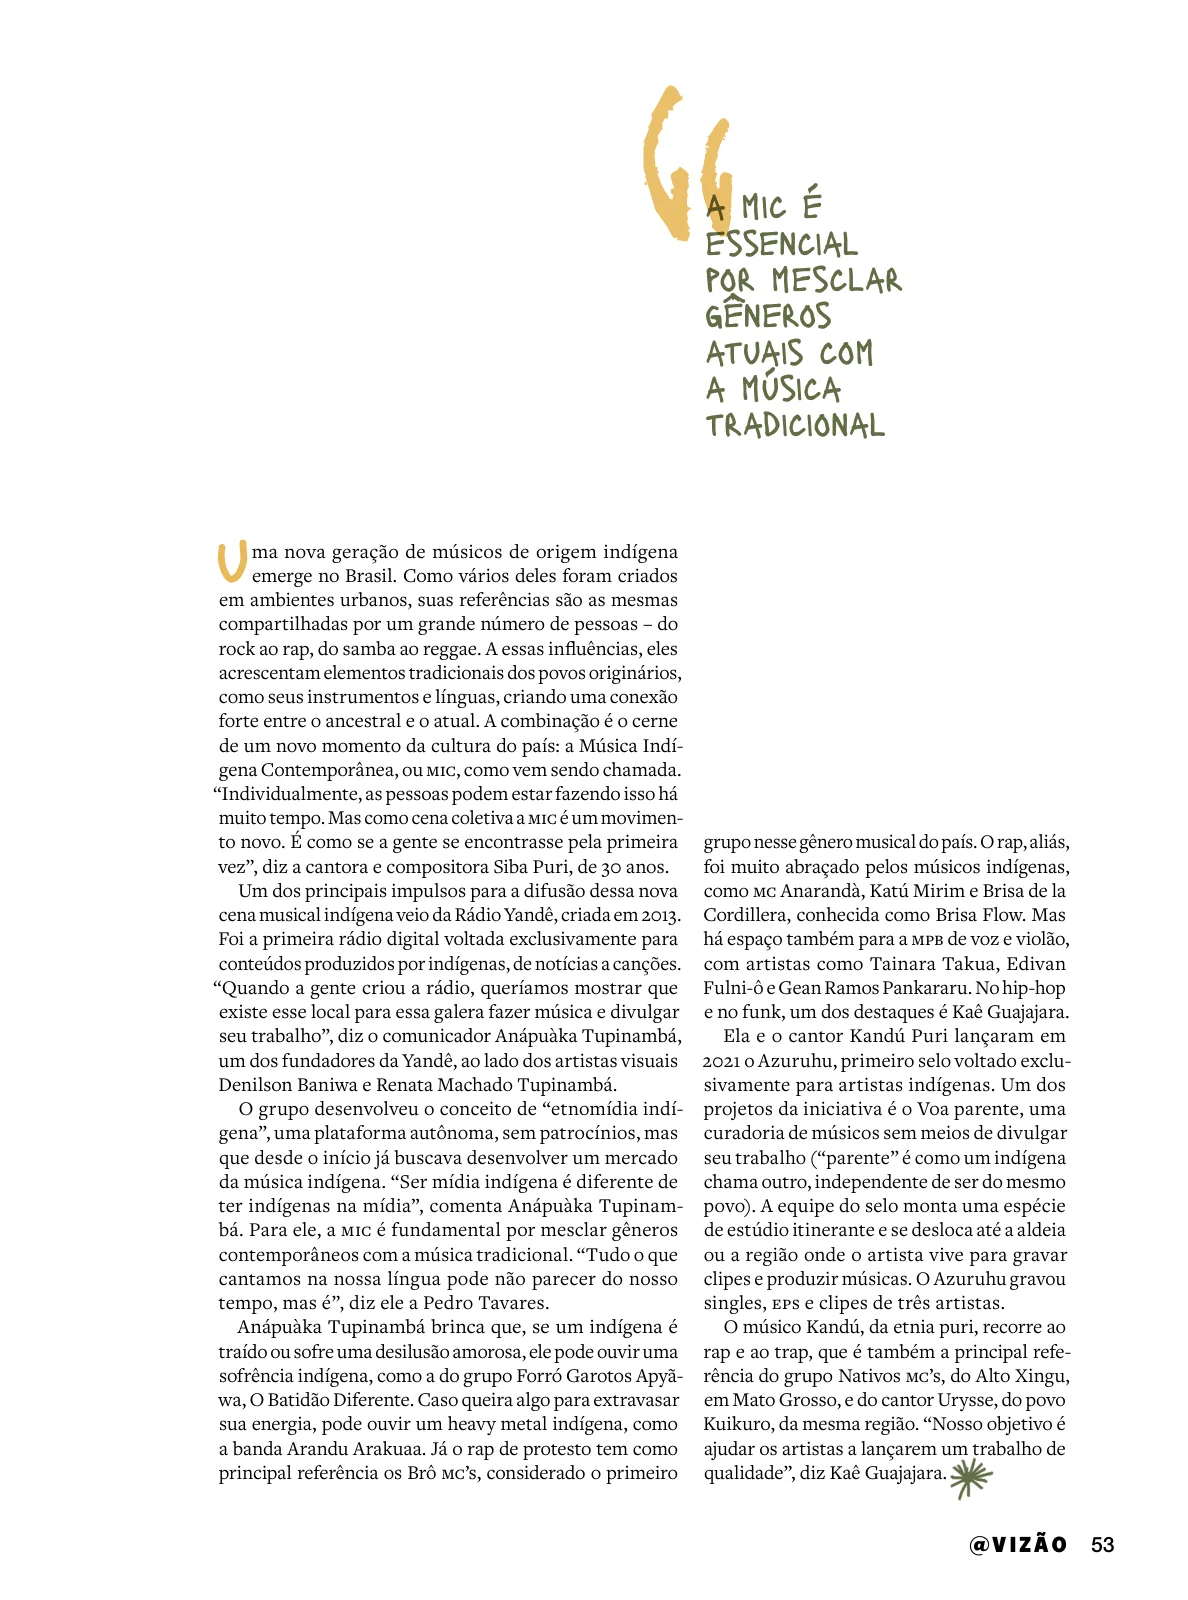 A MIC É
ESSENCIAL
POR MESCLAR
GÊNEROS
ATUAIS COM
A MÚSICA
TRADICIONAL
Uma nova geração de músicos de origem indígena
emerge no Brasil. Como vários deles foram criados
em ambientes urbanos, suas referências são as mesmas
compartilhadas por um grande número de pessoas – do
rock ao rap, do samba ao reggae. A essas influências, eles
acrescentam elementos tradicionais dos povos originários,
como seus instrumentos e línguas, criando uma conexão
forte entre o ancestral e o atual. A combinação é o cerne
de um novo momento da cultura do país: a Música Indí-
gena Contemporânea, ou MIC, como vem sendo chamada.
“Individualmente, as pessoas podem estar fazendo isso há
muito tempo. Mas como cena coletiva a MIC é um movimen-
to novo. É como se a gente se encontrasse pela primeira
vez”, diz a cantora e compositora Siba Puri, de 30 anos.
Um dos principais impulsos para a difusão dessa nova
cena musical indígena veio da Rádio Yandê, criada em 2013.
Foi a primeira rádio digital voltada exclusivamente para
conteúdos produzidos por indígenas, de notícias a canções.
“Quando a gente criou a rádio, queríamos mostrar que
existe esse local para essa galera fazer música e divulgar
seu trabalho”, diz o comunicador Anápuàka Tupinambá,
um dos fundadores da Yandê, ao lado dos artistas visuais
Denilson Baniwa e Renata Machado Tupinambá.
O grupo desenvolveu o conceito de “etnomídia indí-
gena”, uma plataforma autônoma, sem patrocínios, mas
que desde o início já buscava desenvolver um mercado
da música indígena. “Ser mídia indígena é diferente de
ter indígenas na mídia”, comenta Anápuàka Tupinam-
bá. Para ele, a MIC é fundamental por mesclar gêneros
contemporâneos com a música tradicional. “Tudo o que
cantamos na nossa língua pode não parecer do nosso
tempo, mas é”, diz ele a Pedro Tavares.
Anápuàka Tupinambá brinca que, se um indígena é
traído ou sofre uma desilusão amorosa, ele pode ouvir uma
sofrência indígena, como a do grupo Forró Garotos Apyã-
wa, O Batidão Diferente. Caso queira algo para extravasar
sua energia, pode ouvir um heavy metal indígena, como
a banda Arandu Arakuaa. Já o rap de protesto tem como
principal referência os Brô MC’s, considerado o primeiro
grupo nesse gênero musical do país. O rap, aliás,
foi muito abraçado pelos músicos indígenas,
como MC Anarandà, Katú Mirim e Brisa de la
Cordillera, conhecida como Brisa Flow. Mas
há espaço também para a MPB de voz e violão,
com artistas como Tainara Takua, Edivan
Fulni-ô e Gean Ramos Pankararu. No hip-hop
e no funk, um dos destaques é Kaê Guajajara.
Ela e o cantor Kandú Puri lançaram em
2021 o Azuruhu, primeiro selo voltado exclu-
sivamente para artistas indígenas. Um dos
projetos da iniciativa é o Voa parente, uma
curadoria de músicos sem meios de divulgar
seu trabalho (“parente” é como um indígena
chama outro, independente de ser do mesmo
povo). A equipe do selo monta uma espécie
de estúdio itinerante e se desloca até a aldeia
ou a região onde o artista vive para gravar
clipes e produzir músicas. O Azuruhu gravou
singles, EPs e clipes de três artistas.
O músico Kandú, da etnia puri, recorre ao
rap e ao trap, que é também a principal refe-
rência do grupo Nativos MC’s, do Alto Xingu,
em Mato Grosso, e do cantor Urysse, do povo
Kuikuro, da mesma região. “Nosso objetivo é
ajudar os artistas a lançarem um trabalho de
qualidade”, diz Kaê Guajajara.
@VIZÃO 53